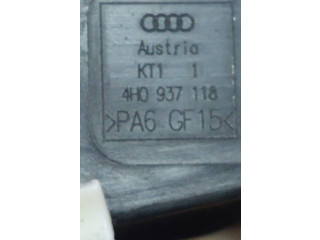 Austria
KT1 1
4H0 937 118
>PA6 GF15<